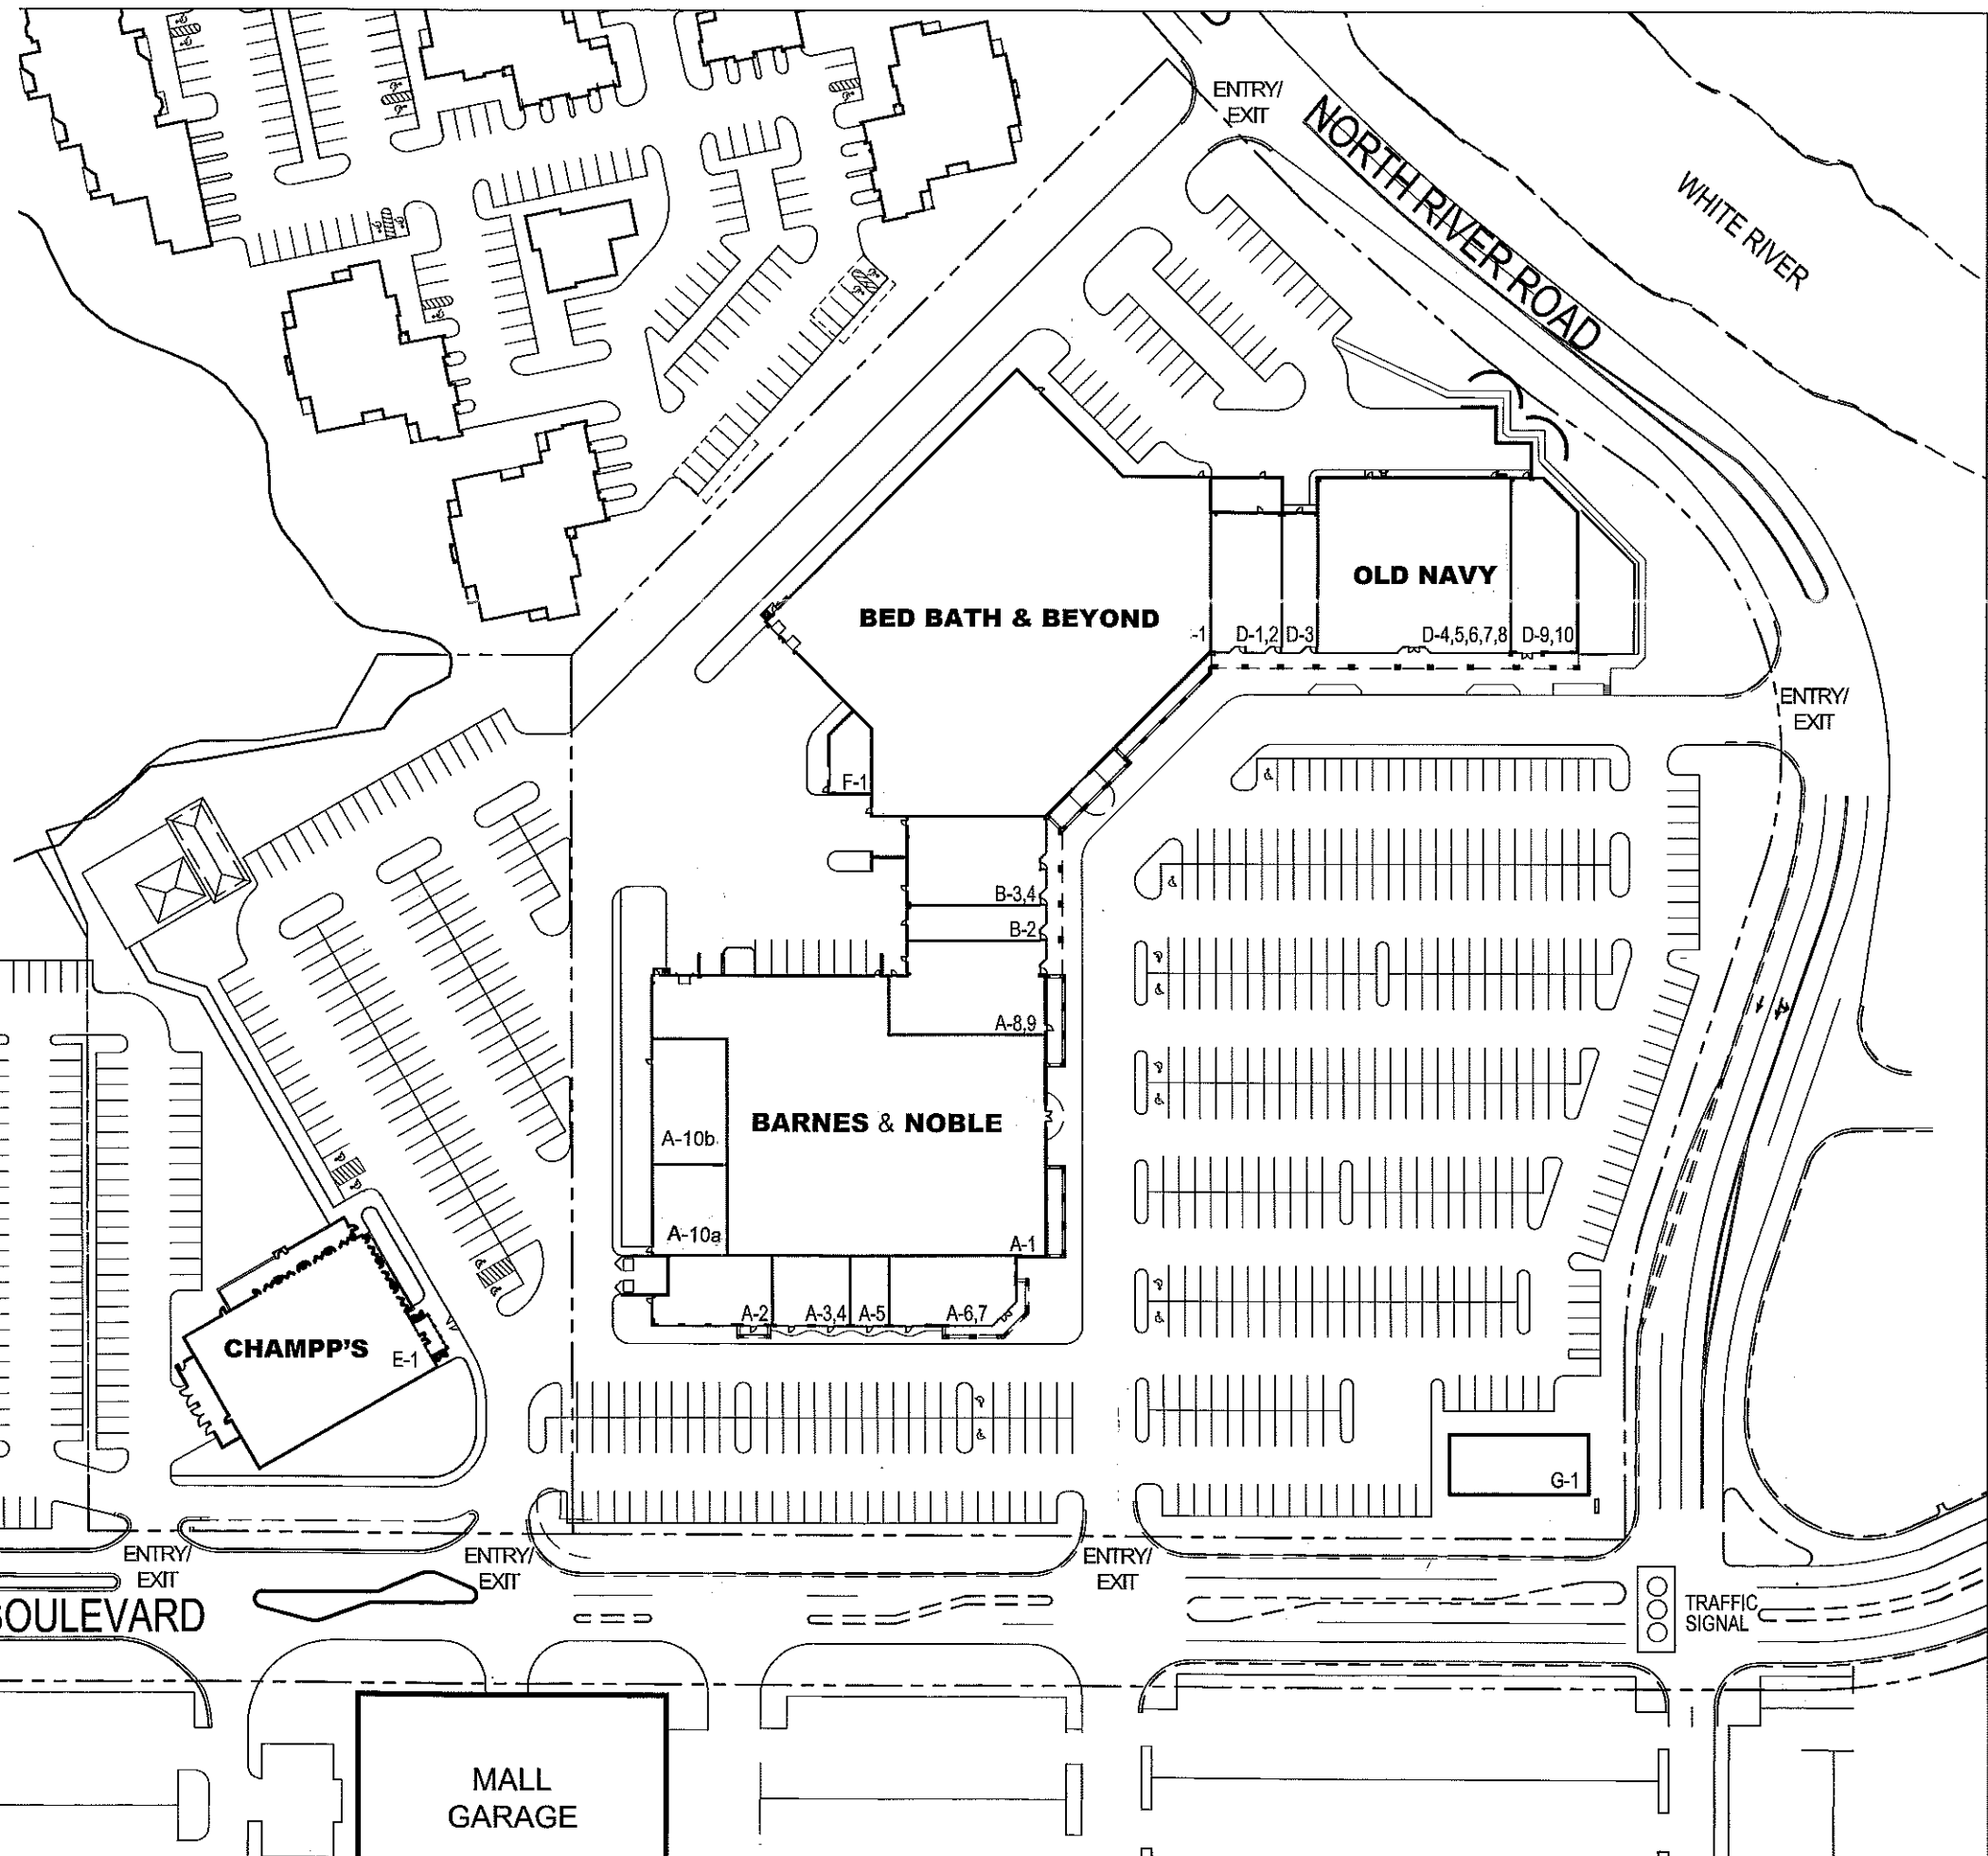 ENTRY/
EXIT
NORTH RIVER ROAD
WHITE RIVER
BED BATH & BEYOND
OLD NAVY
-1
D-1,2
D-3
D-4,5,6,7,8
D-9,10
ENTRY/
EXIT
F-1
B-3,4
B-2
A-8,9
BARNES & NOBLE
A-10b
A-10a
A-1
A-2
A-3,4
A-5
A-6,7
CHAMPP'S
E-1
G-1
ENTRY/
EXIT
ENTRY/
EXIT
ENTRY/
EXIT
BOULEVARD
TRAFFIC
SIGNAL
MALL
GARAGE